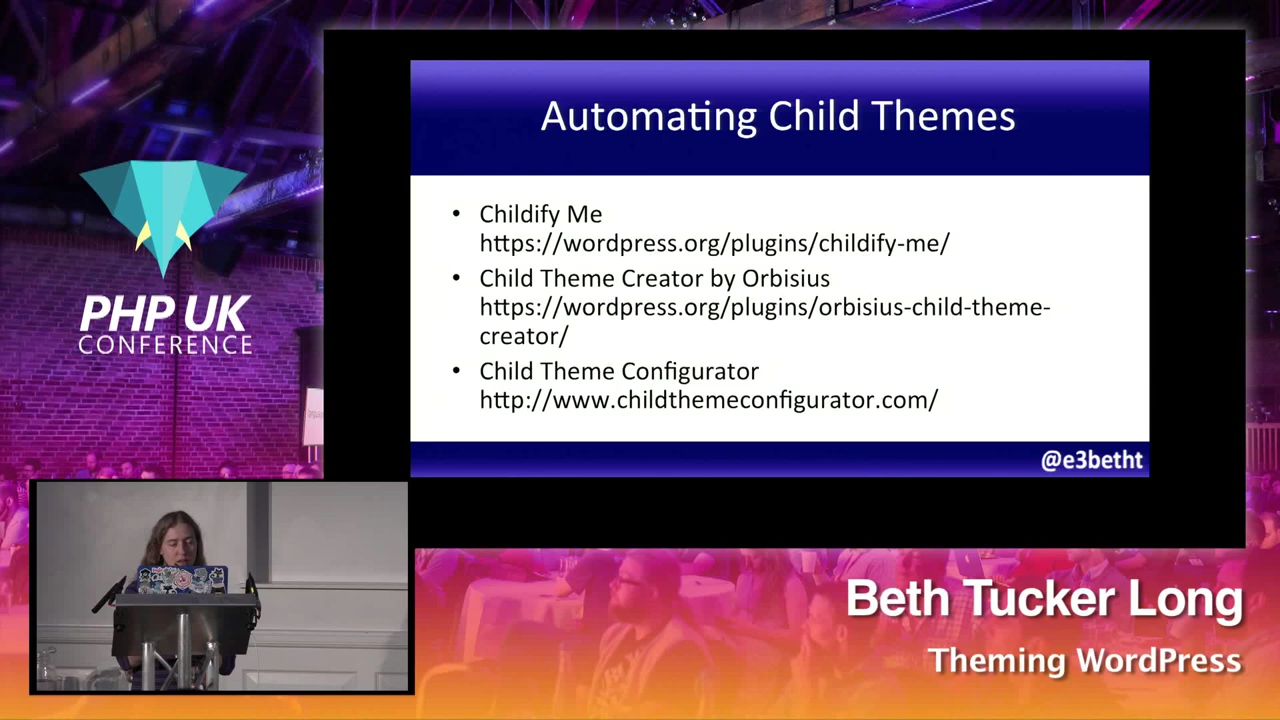 Automating Child Themes
• Childify Me
https://wordpress.org/plugins/childify-me/
• Child Theme Creator by Orbisius
https://wordpress.org/plugins/orbisius-child-theme-
creator/
• Child Theme Configurator
http://www.childthemeconfigurator.com/
@e3betht
PHP UK
CONFERENCE
Beth Tucker Long
Theming WordPress